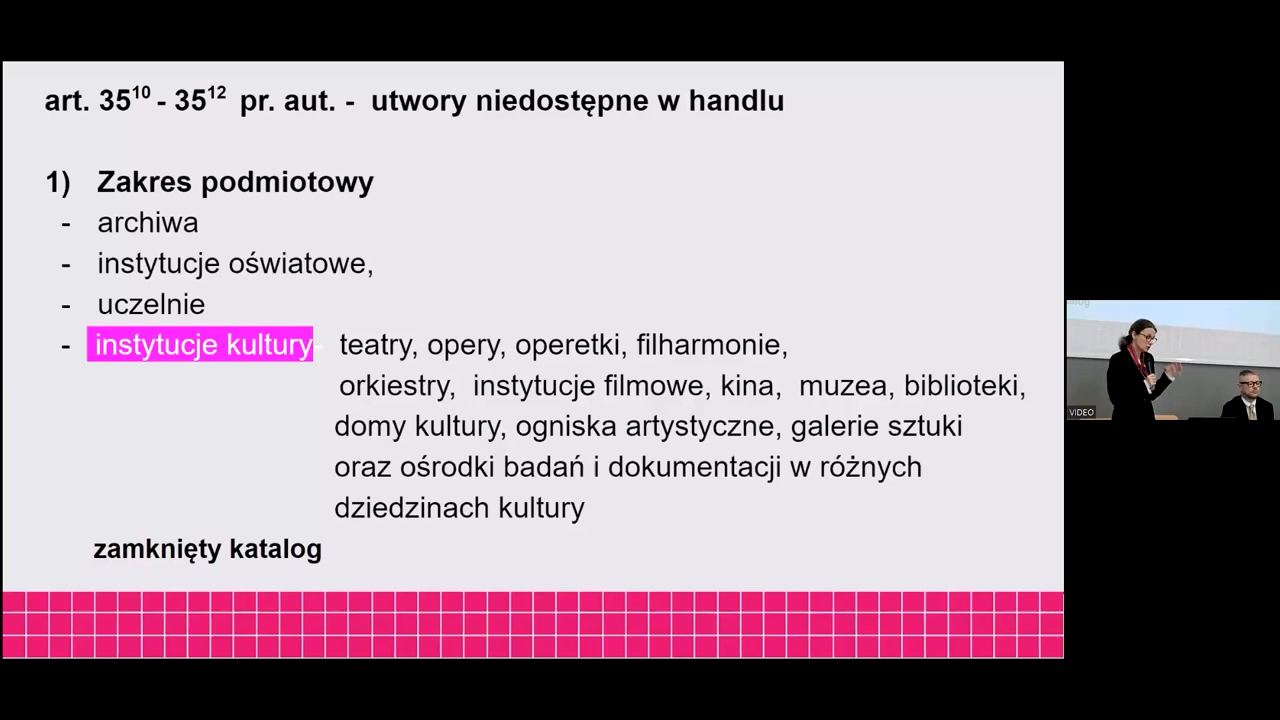 art. 35¹⁰ - 35¹² pr. aut. - utwory niedostępne w handlu
1) Zakres podmiotowy
- archiwa
- instytucje oświatowe,
- uczelnie
- instytucje kultury- teatry, opery, operetki, filharmonie,
orkiestry, instytucje filmowe, kina, muzea, biblioteki,
domy kultury, ogniska artystyczne, galerie sztuki
oraz ośrodki badań i dokumentacji w różnych
dziedzinach kultury
zamknięty katalog
VIDEO